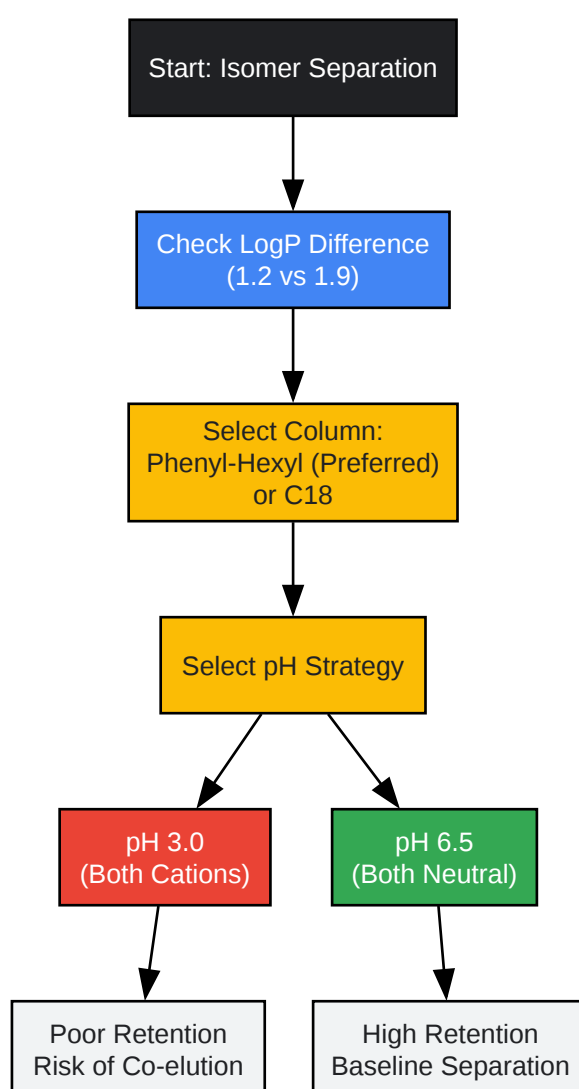 Start: Isomer Separation
Check LogP Difference
(1.2 vs 1.9)
Select Column:
Phenyl-Hexyl (Preferred)
or C18
Select pH Strategy
pH 3.0
(Both Cations)
pH 6.5
(Both Neutral)
Poor Retention
Risk of Co-elution
High Retention
Baseline Separation